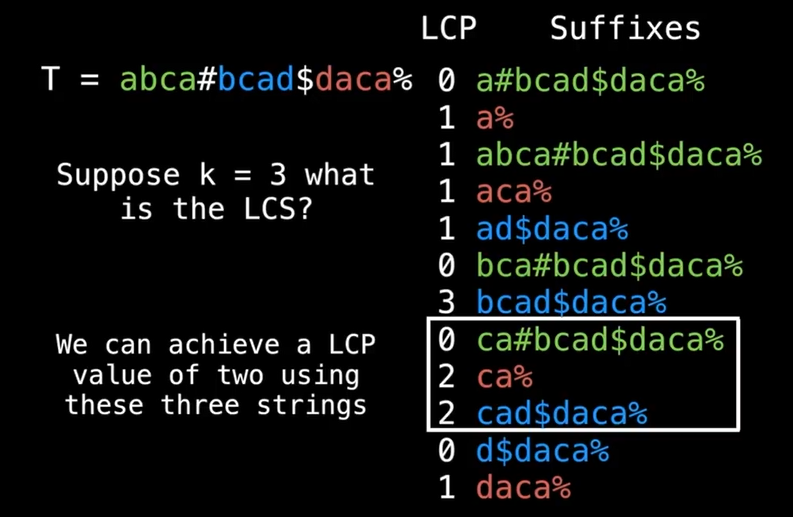 LCP Suffixes
T = abca#bcad$daca%
0 a#bcad$daca%
1 a%
1 abca#bcad$daca%
1 aca%
1 ad$daca%
0 bca#bcad$daca%
3 bcad$daca%
0 ca#bcad$daca%
2 ca%
2 cad$daca%
0 d$daca%
1 daca%
Suppose k = 3 what
is the LCS?
We can achieve a LCP
value of two using
these three strings